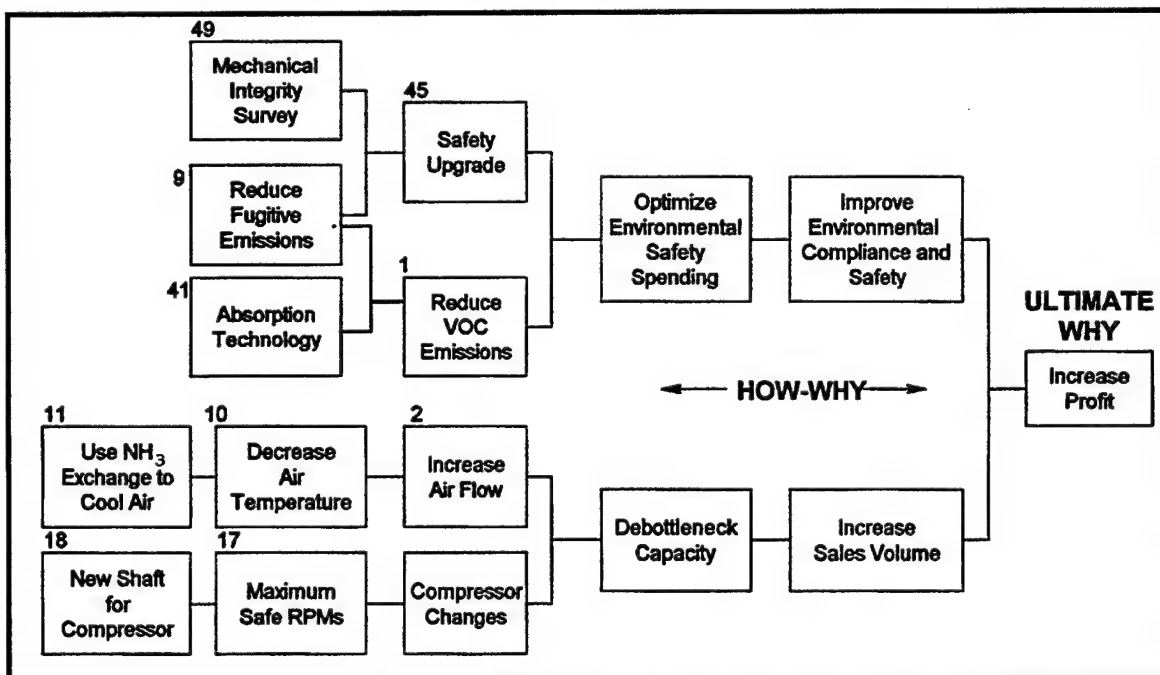 49
Mechanical
Integrity
Survey
45
Safety
Upgrade
9
Reduce
Fugitive
Emissions
41
Absorption
Technology
1
Reduce
VOC
Emissions
Optimize
Environmental
Safety
Spending
Improve
Environmental
Compliance and
Safety
ULTIMATE
WHY
Increase
Profit
HOW-WHY
11
Use NH₃
Exchange to
Cool Air
10
Decrease
Air
Temperature
2
Increase
Air Flow
18
New Shaft
for
Compressor
17
Maximum
Safe RPMs
Compressor
Changes
Debottleneck
Capacity
Increase
Sales Volume